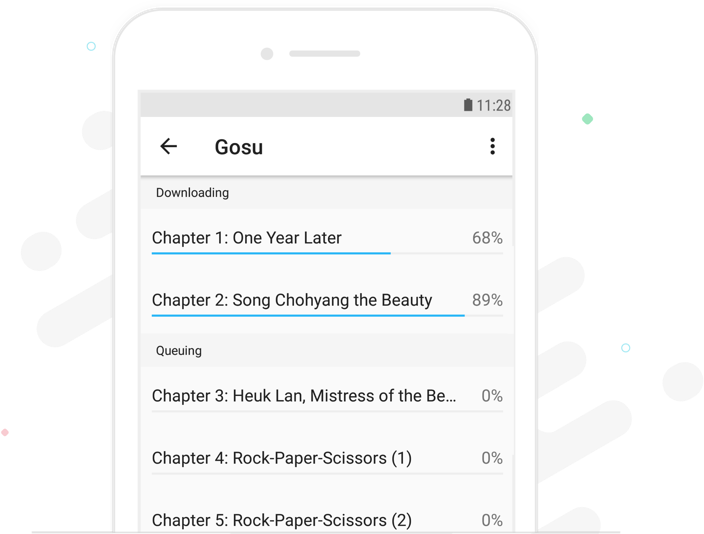 11:28
Gosu
Downloading
Chapter 1: One Year Later 68%
Chapter 2: Song Chohyang the Beauty 89%
Queuing
Chapter 3: Heuk Lan, Mistress of the Be... 0%
Chapter 4: Rock-Paper-Scissors (1) 0%
Chapter 5: Rock-Paper-Scissors (2) 0%